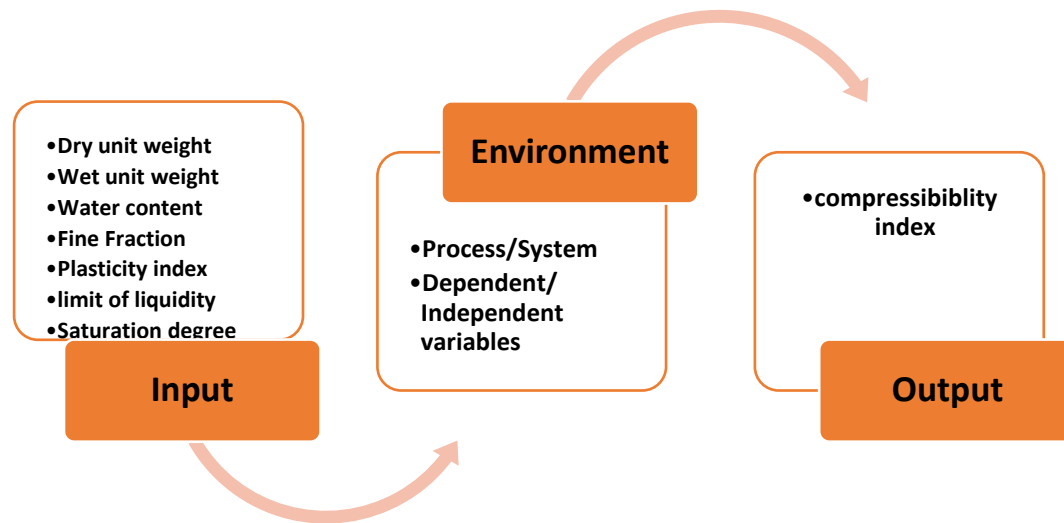 •Dry unit weight
•Wet unit weight
•Water content
•Fine Fraction
•Plasticity index
•limit of liquidity
•Saturation degree
Input
Environment
•Process/System
•Dependent/
Independent
variables
•compressibiblity
index
Output